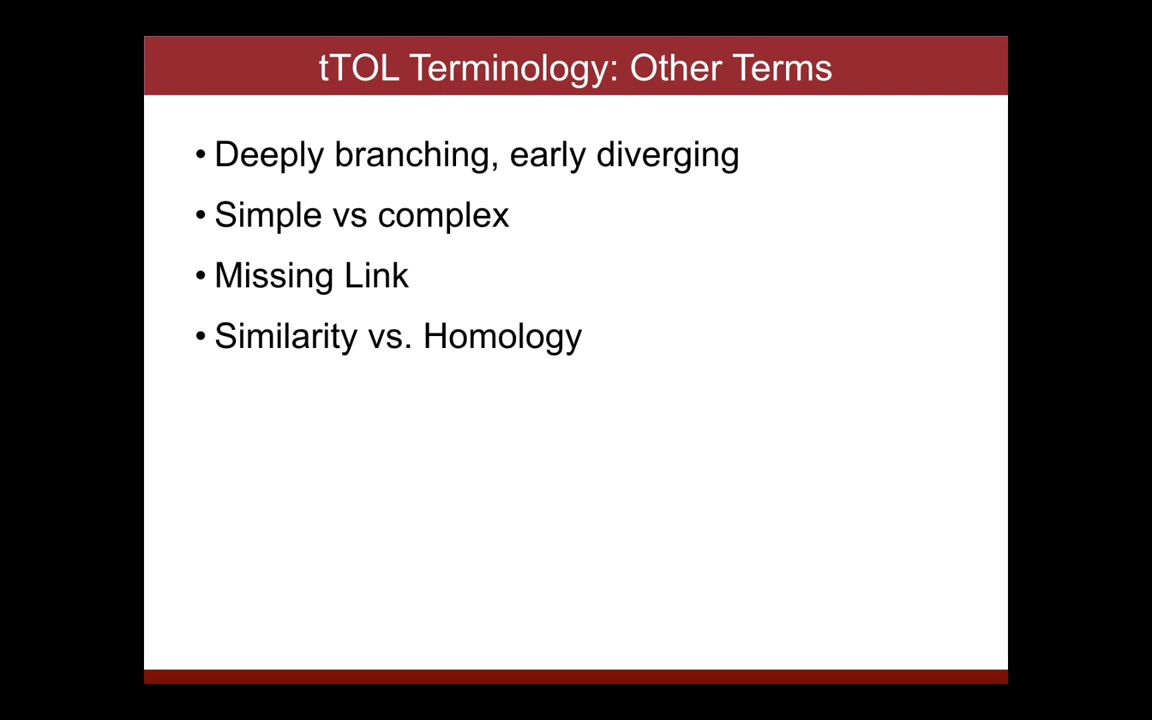 tTOL Terminology: Other Terms
• Deeply branching, early diverging
• Simple vs complex
• Missing Link
• Similarity vs. Homology